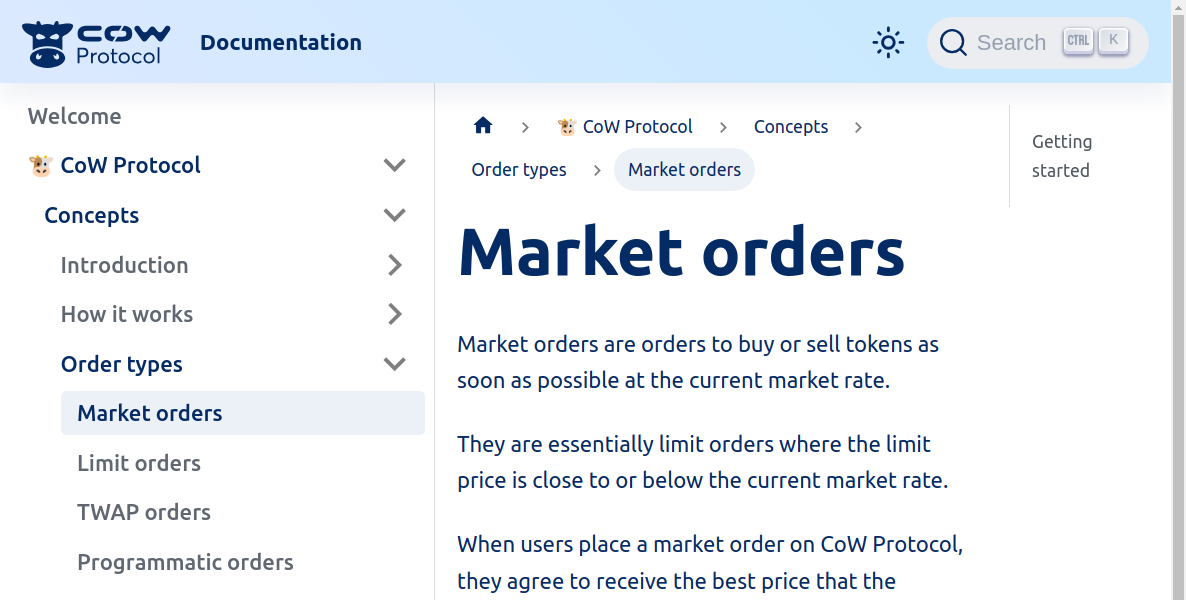 COW
Protocol
Documentation
Search
CTRL
K
Welcome
CoW Protocol
Concepts
Introduction
How it works
Order types
Market orders
Limit orders
TWAP orders
Programmatic orders
CoW Protocol
Concepts
Order types
Market orders
Market orders
Market orders are orders to buy or sell tokens as
soon as possible at the current market rate.
They are essentially limit orders where the limit
price is close to or below the current market rate.
When users place a market order on CoW Protocol,
they agree to receive the best price that the
Getting
started